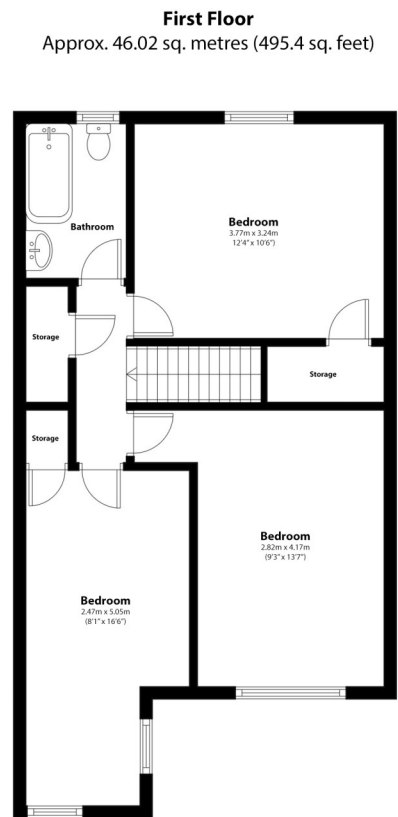 First Floor
Approx. 46.02 sq. metres (495.4 sq. feet)
Bathroom
Bedroom
3.77m x 3.24m
12'4" x 10'6")
Storage
Storage
Storage
Bedroom
2.82m x 4.17m
(9'3" x 13'7")
Bedroom
2.47m x 5.05m
(8'1" x 16'6")